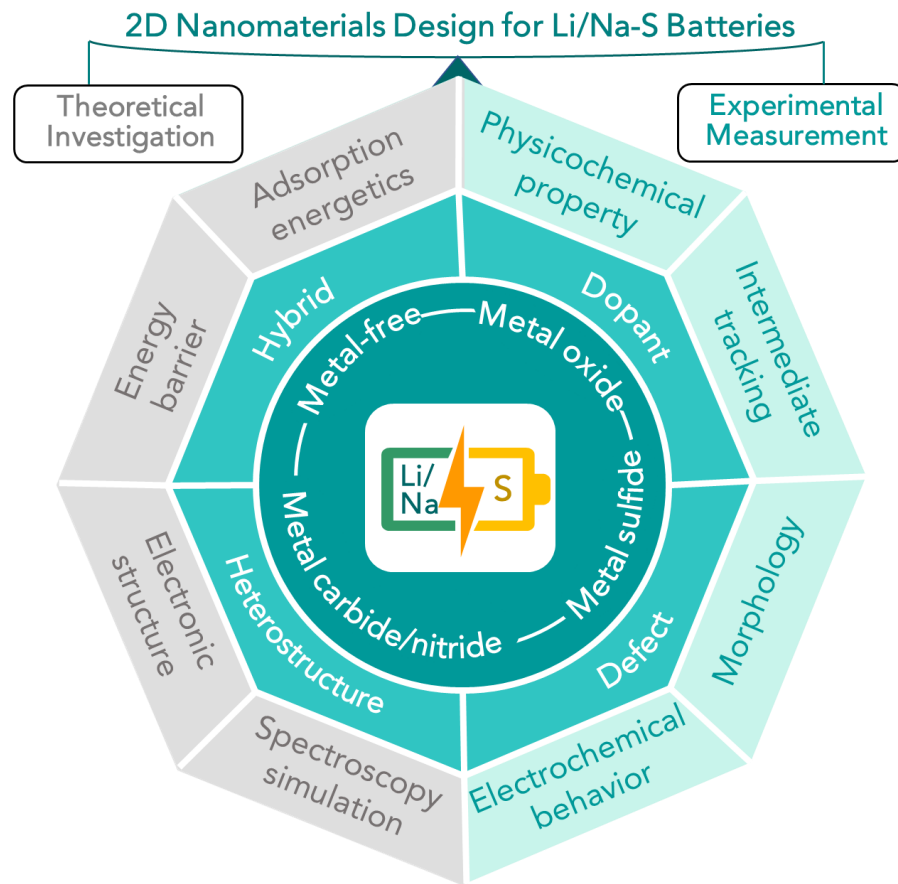 2D Nanomaterials Design for Li/Na-S Batteries
Theoretical
Investigation
Experimental
Measurement
Adsorption
energetics
Physicochemical
property
Energy
barrier
Intermediate
tracking
Electronic
structure
Morphology
Spectroscopy
simulation
Electrochemical
behavior
Hybrid
Dopant
Heterostructure
Defect
Metal-free
Metal oxide
Metal carbide/nitride
Metal sulfide
Li/
Na
S